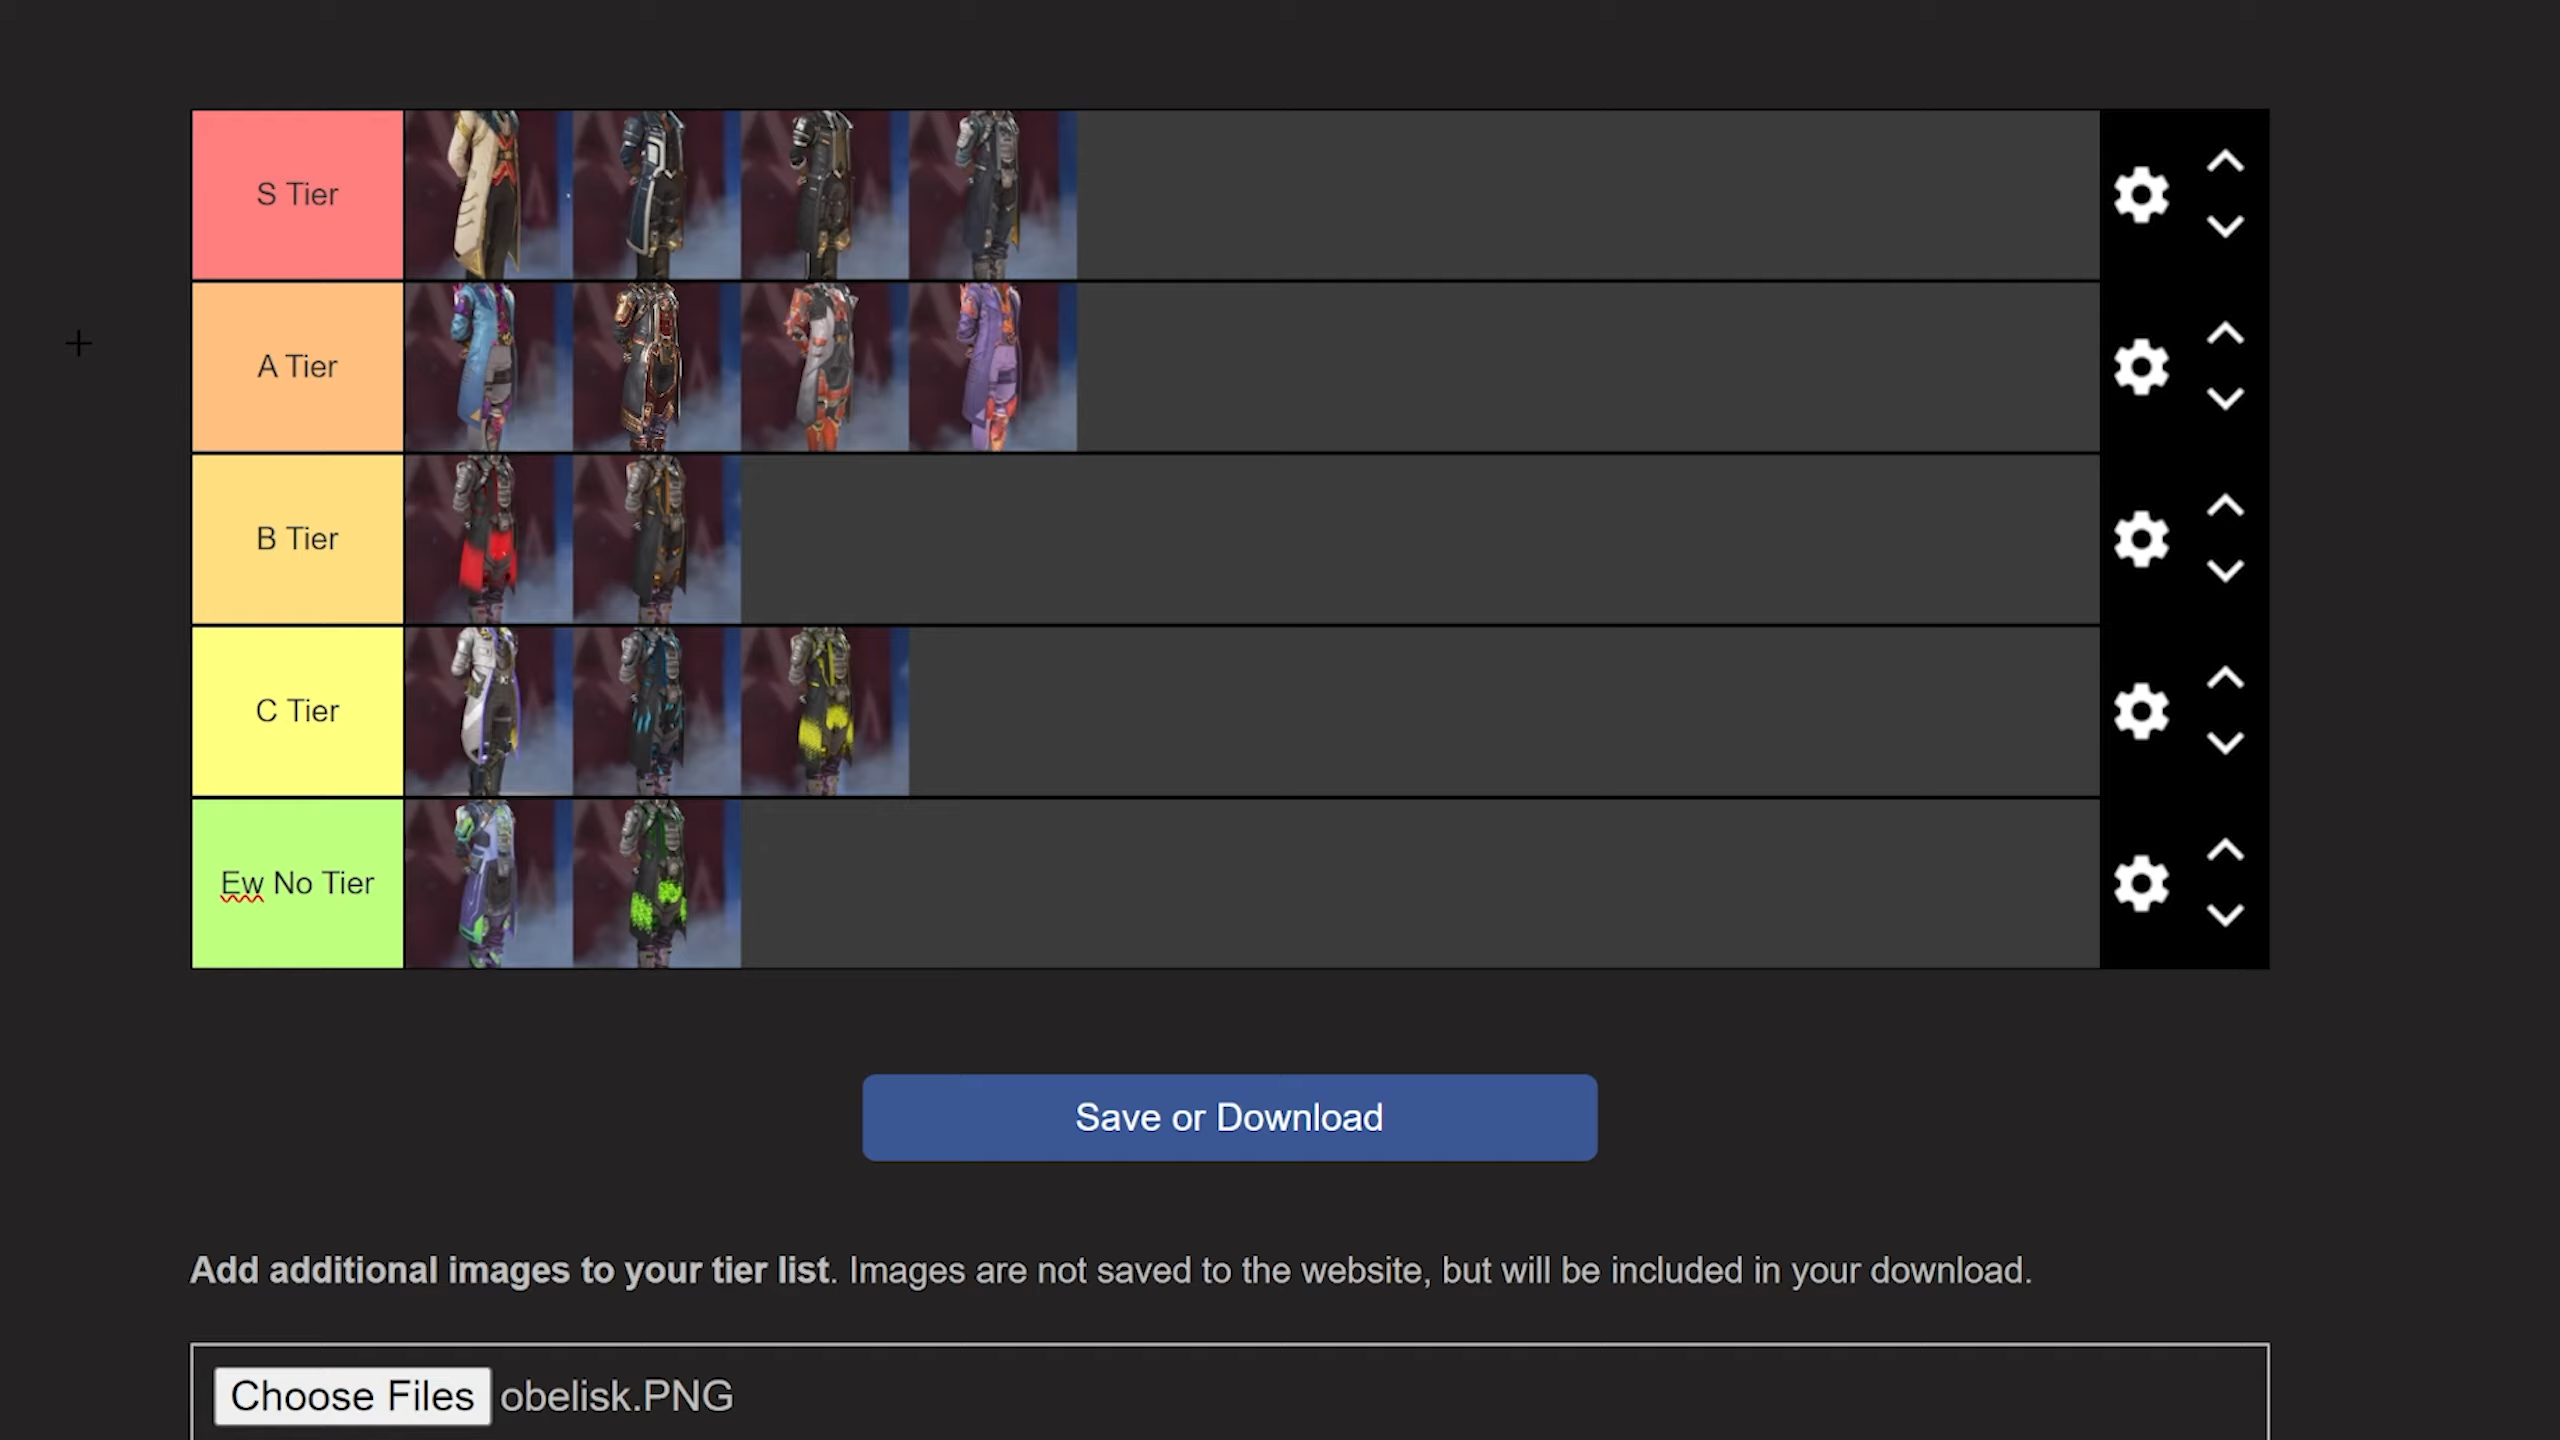 S Tier
A Tier
B Tier
C Tier
Ew No Tier
Save or Download
Add additional images to your tier list. Images are not saved to the website, but will be included in your download.
Choose Files obelisk.PNG